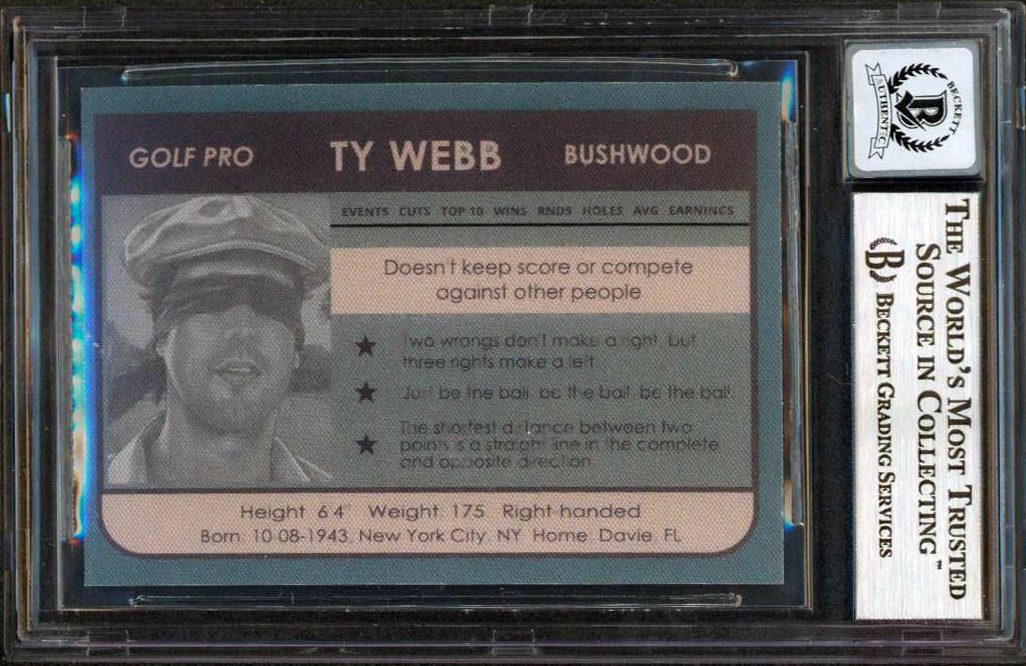 GOLF PRO TY WEBB BUSHWOOD
EVENTS CUTS TOP 10 WINS RNDS HOLES AVG EARNINGS
Doesn't keep score or compete
against other people
★ Two wrongs don't make a right, but
three rights make a left.
★ Just be the ball, be the ball, be the ball
★ The shortest distance between two
points is a straight line in the complete
and opposite direction.
Height 6'4" Weight 175 Right-handed
Born: 10-08-1943, New York City, NY Home: Davie, FL
BECKETT
AUTHENTIC
B
THE WORLD'S MOST TRUSTED
SOURCE IN COLLECTING™
B BECKETT GRADING SERVICES